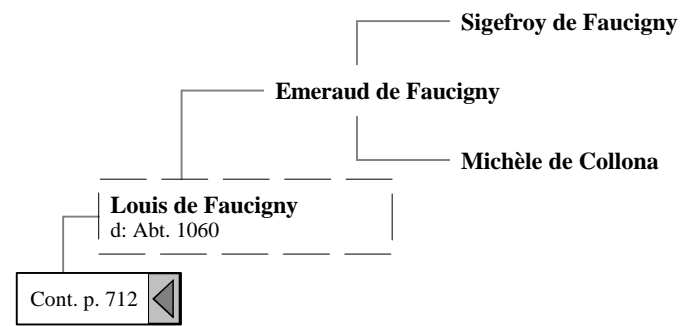 Sigefroy de Faucigny
Emeraud de Faucigny
Michèle de Collona
Louis de Faucigny
d: Abt. 1060
Cont. p. 712